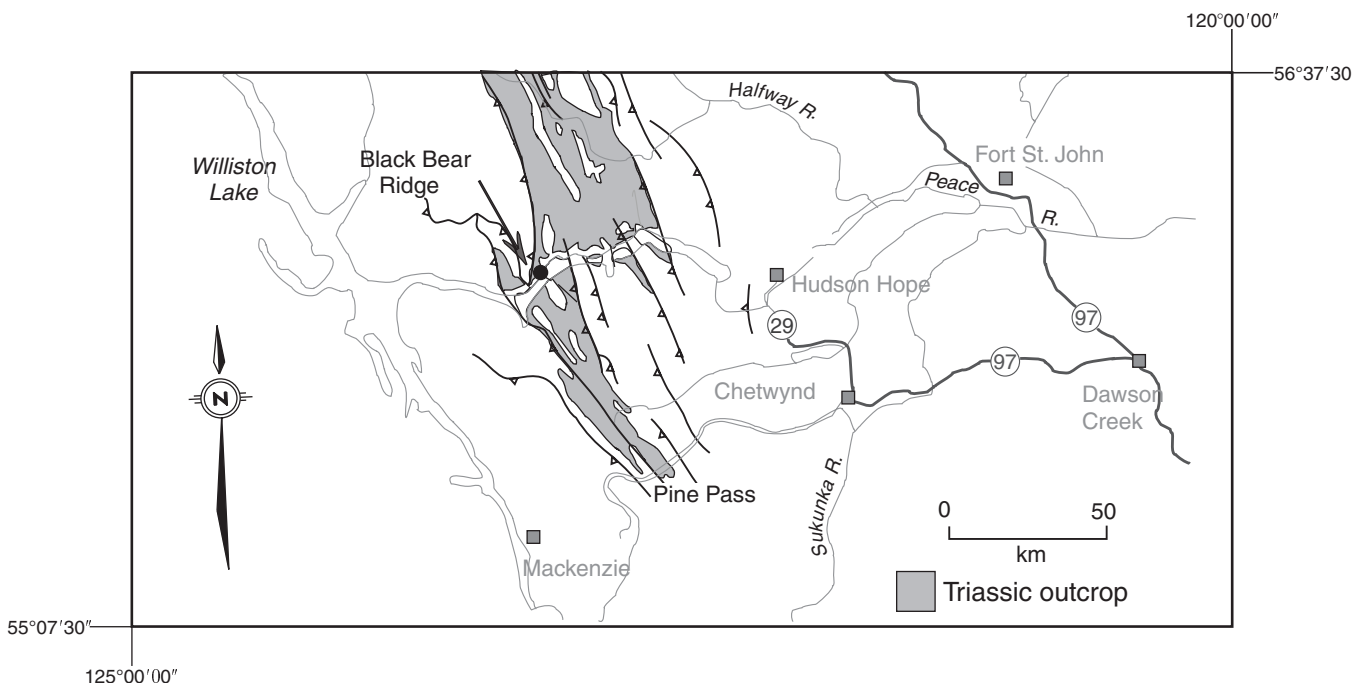 120°00′00″
56°37′30
Halfway R.
Fort St. John
Williston
Lake
Black Bear
Ridge
Peace
R.
Hudson Hope
29
97
97
Chetwynd
Dawson
Creek
N
Pine Pass
Sukunka R.
0 50
km
Mackenzie
Triassic outcrop
55°07′30″
125°00′00″